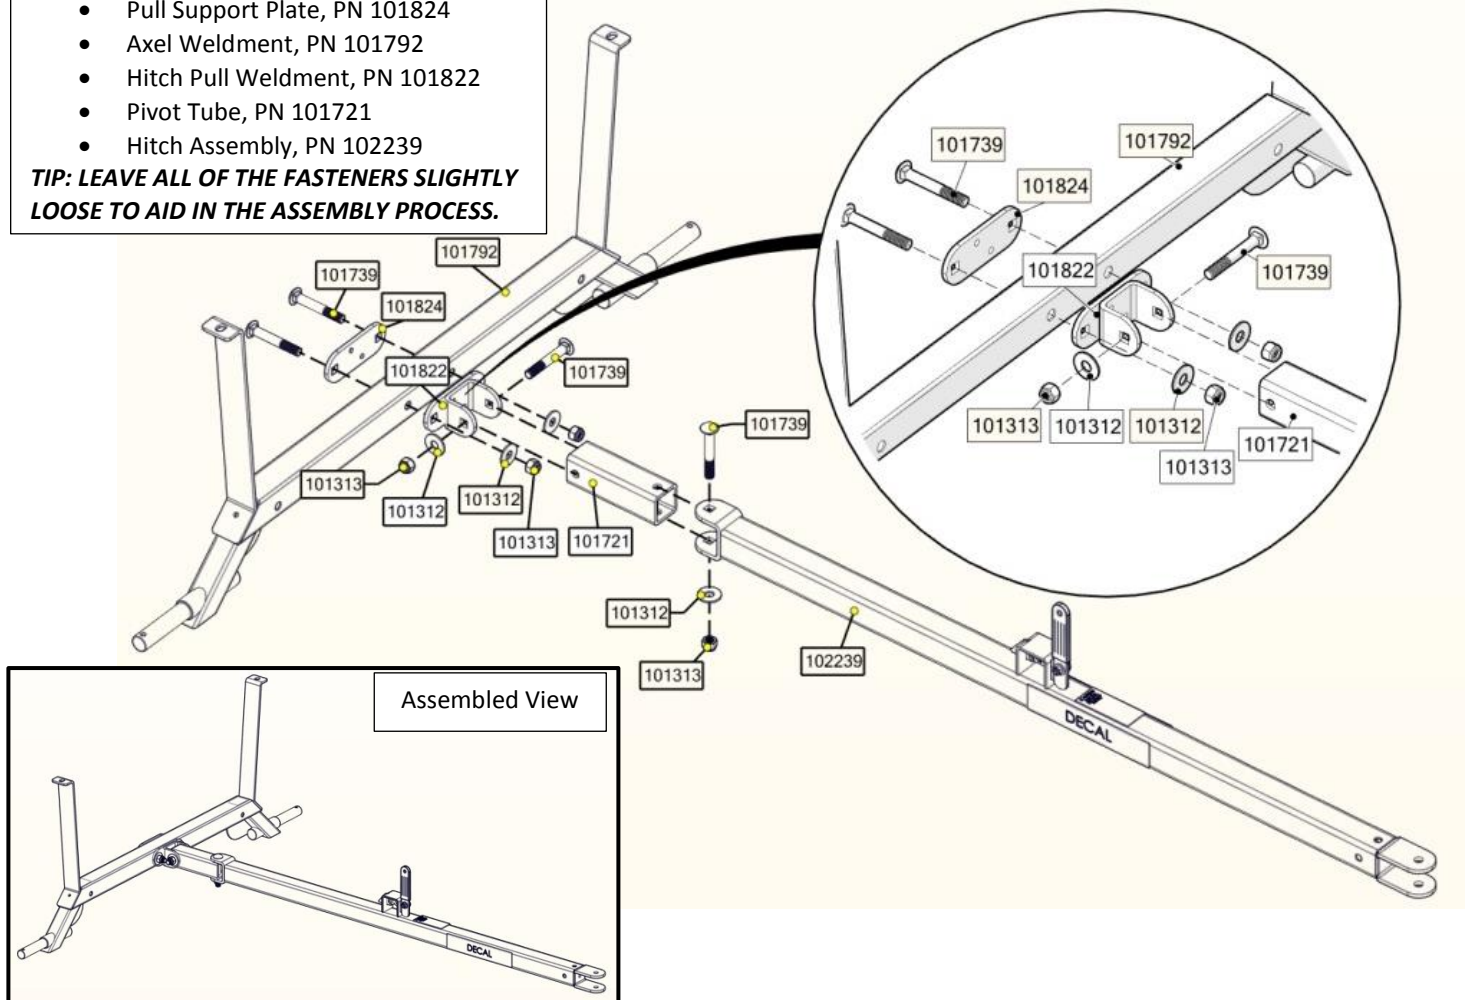 • Pull Support Plate, PN 101824
• Axel Weldment, PN 101792
• Hitch Pull Weldment, PN 101822
• Pivot Tube, PN 101721
• Hitch Assembly, PN 102239
TIP: LEAVE ALL OF THE FASTENERS SLIGHTLY
LOOSE TO AID IN THE ASSEMBLY PROCESS.
101792
101739
101824
101822
101739
101739
101313
101312
101312
101313
101721
101312
101313
102239
DECAL
101739
101792
101824
101822
101739
101313
101312
101312
101313
101721
Assembled View
DECAL